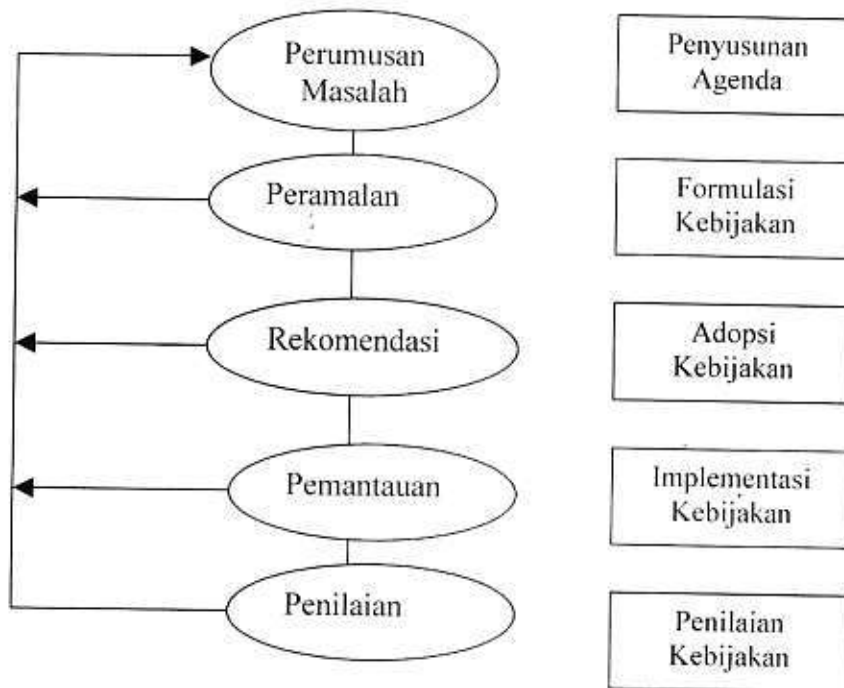 Perumusan
Masalah
Penyusunan
Agenda
Peramalan
Formulasi
Kebijakan
Rekomendasi
Adopsi
Kebijakan
Pemantauan
Implementasi
Kebijakan
Penilaian
Penilaian
Kebijakan